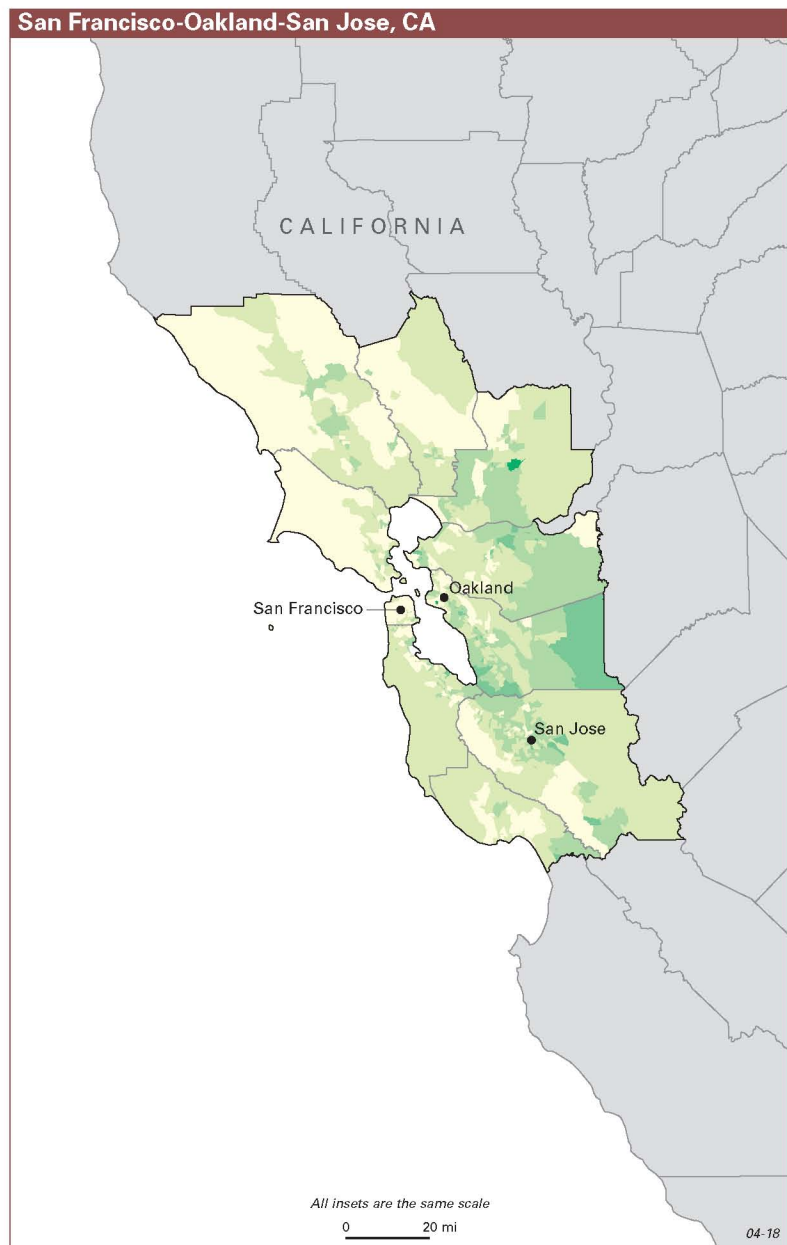 San Francisco-Oakland-San Jose, CA
CALIFORNIA
Oakland
San Francisco
San Jose
All insets are the same scale
0 20 mi
04-18